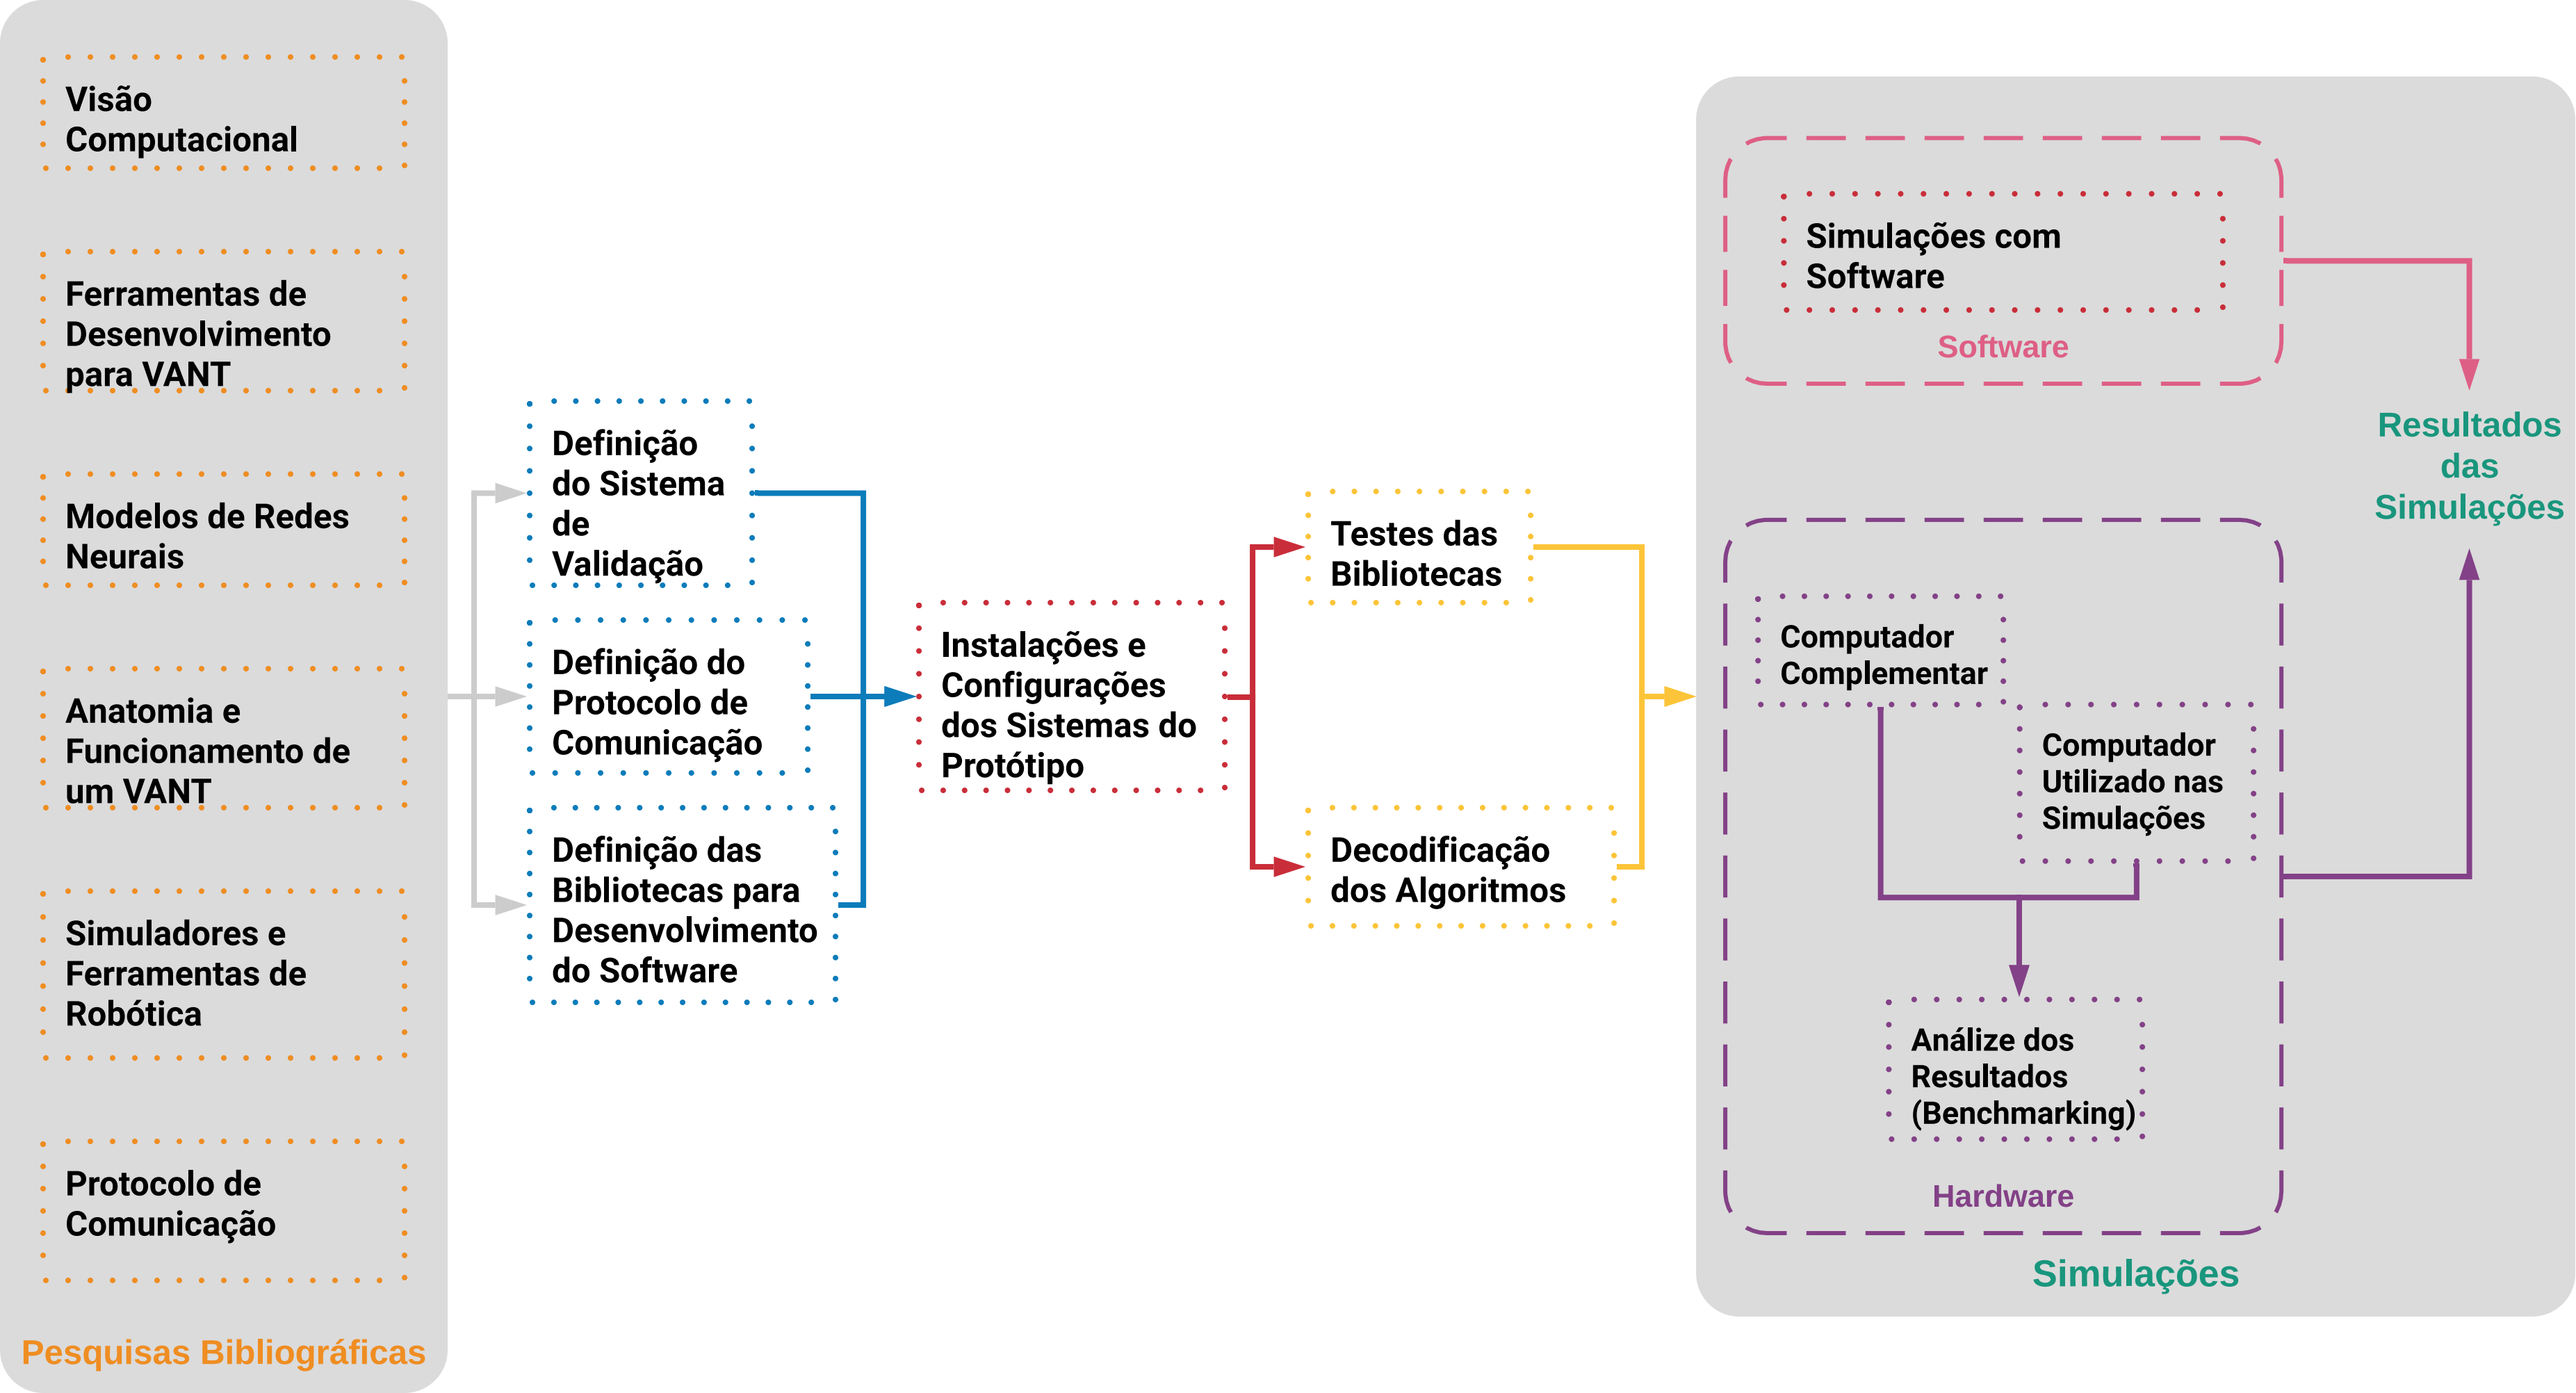 Visão
Computacional
Ferramentas de
Desenvolvimento
para VANT
Modelos de Redes
Neurais
Anatomia e
Funcionamento de
um VANT
Simuladores e
Ferramentas de
Robótica
Protocolo de
Comunicação
Pesquisas Bibliográficas
Definição
do Sistema
de
Validação
Definição do
Protocolo de
Comunicação
Definição das
Bibliotecas para
Desenvolvimento
do Software
Instalações e
Configurações
dos Sistemas do
Protótipo
Testes das
Bibliotecas
Decodificação
dos Algoritmos
Simulações com
Software
Software
Computador
Complementar
Computador
Utilizado nas
Simulações
Análize dos
Resultados
(Benchmarking)
Hardware
Resultados
das
Simulações
Simulações